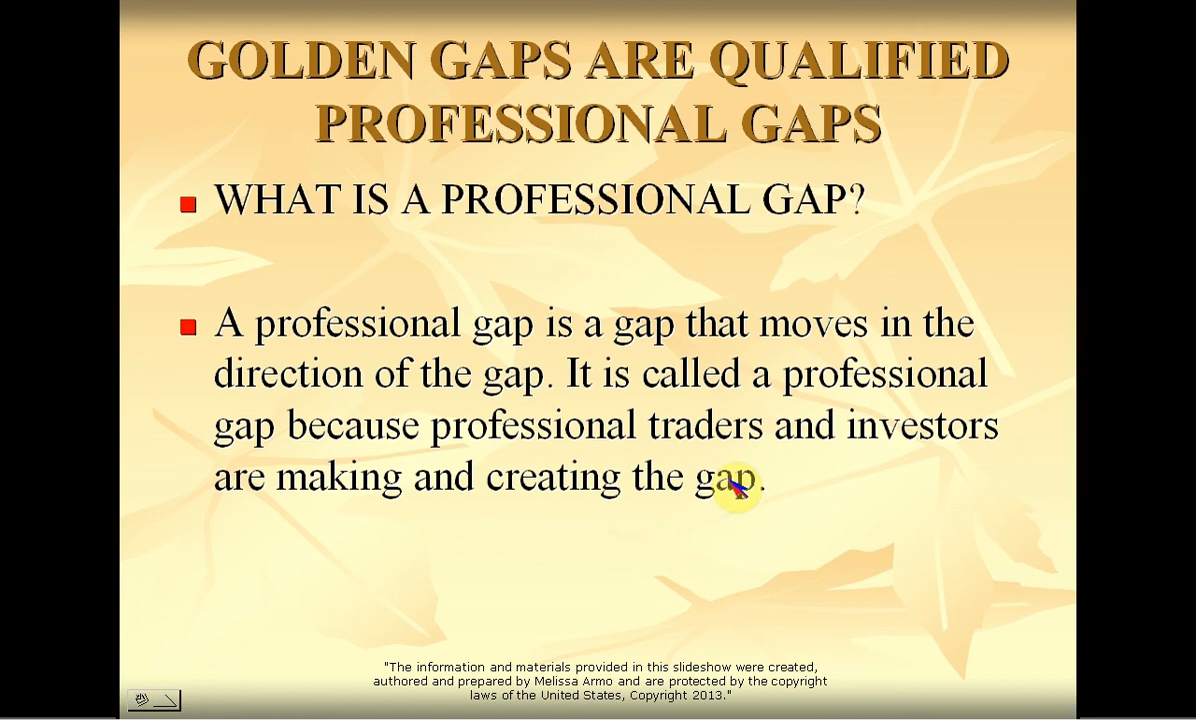 GOLDEN GAPS ARE QUALIFIED
PROFESSIONAL GAPS
WHAT IS A PROFESSIONAL GAP?
A professional gap is a gap that moves in the
direction of the gap. It is called a professional
gap because professional traders and investors
are making and creating the gap.
"The information and materials provided in this slideshow were created,
authored and prepared by Melissa Armo and are protected by the copyright
laws of the United States, Copyright 2013."